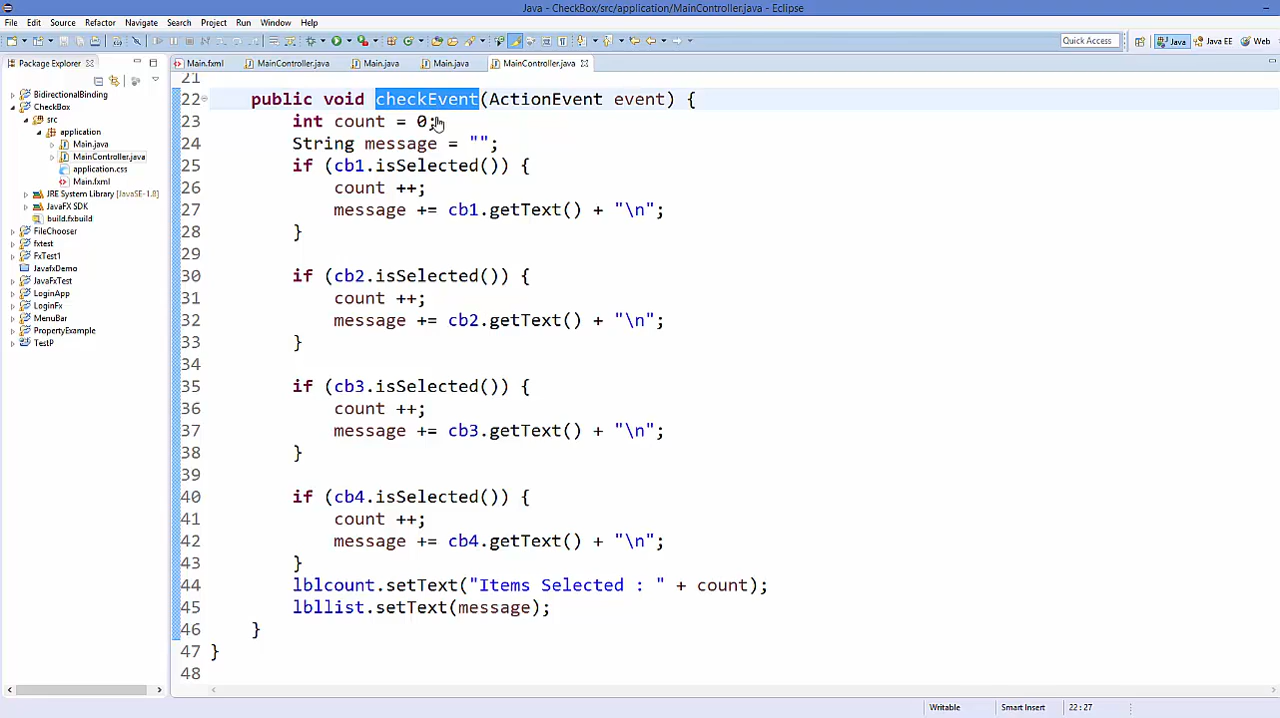 Java - CheckBox/src/application/MainController.java - Eclipse
File Edit Source Refactor Navigate Search Project Run Window Help
Quick Access Java Java EE Web
Package Explorer Main.fxml MainController.java Main.java Main.java MainController.java
BidirectionalBinding
CheckBox
src
application
Main.java
MainController.java
application.css
Main.fxml
JRE System Library [JavaSE-1.8]
JavaFX SDK
build.fxbuild
FileChooser
fxtest
FxTest1
JavafxDemo
JavaFxTest
LoginApp
LoginFx
MenuBar
PropertyExample
TestP
21
22 public void checkEvent(ActionEvent event) {
23 int count = 0;
24 String message = "";
25 if (cb1.isSelected()) {
26 count ++;
27 message += cb1.getText() + "\n";
28 }
29
30 if (cb2.isSelected()) {
31 count ++;
32 message += cb2.getText() + "\n";
33 }
34
35 if (cb3.isSelected()) {
36 count ++;
37 message += cb3.getText() + "\n";
38 }
39
40 if (cb4.isSelected()) {
41 count ++;
42 message += cb4.getText() + "\n";
43 }
44 lblcount.setText("Items Selected : " + count);
45 lbllist.setText(message);
46 }
47 }
48
Writable Smart Insert 22:27